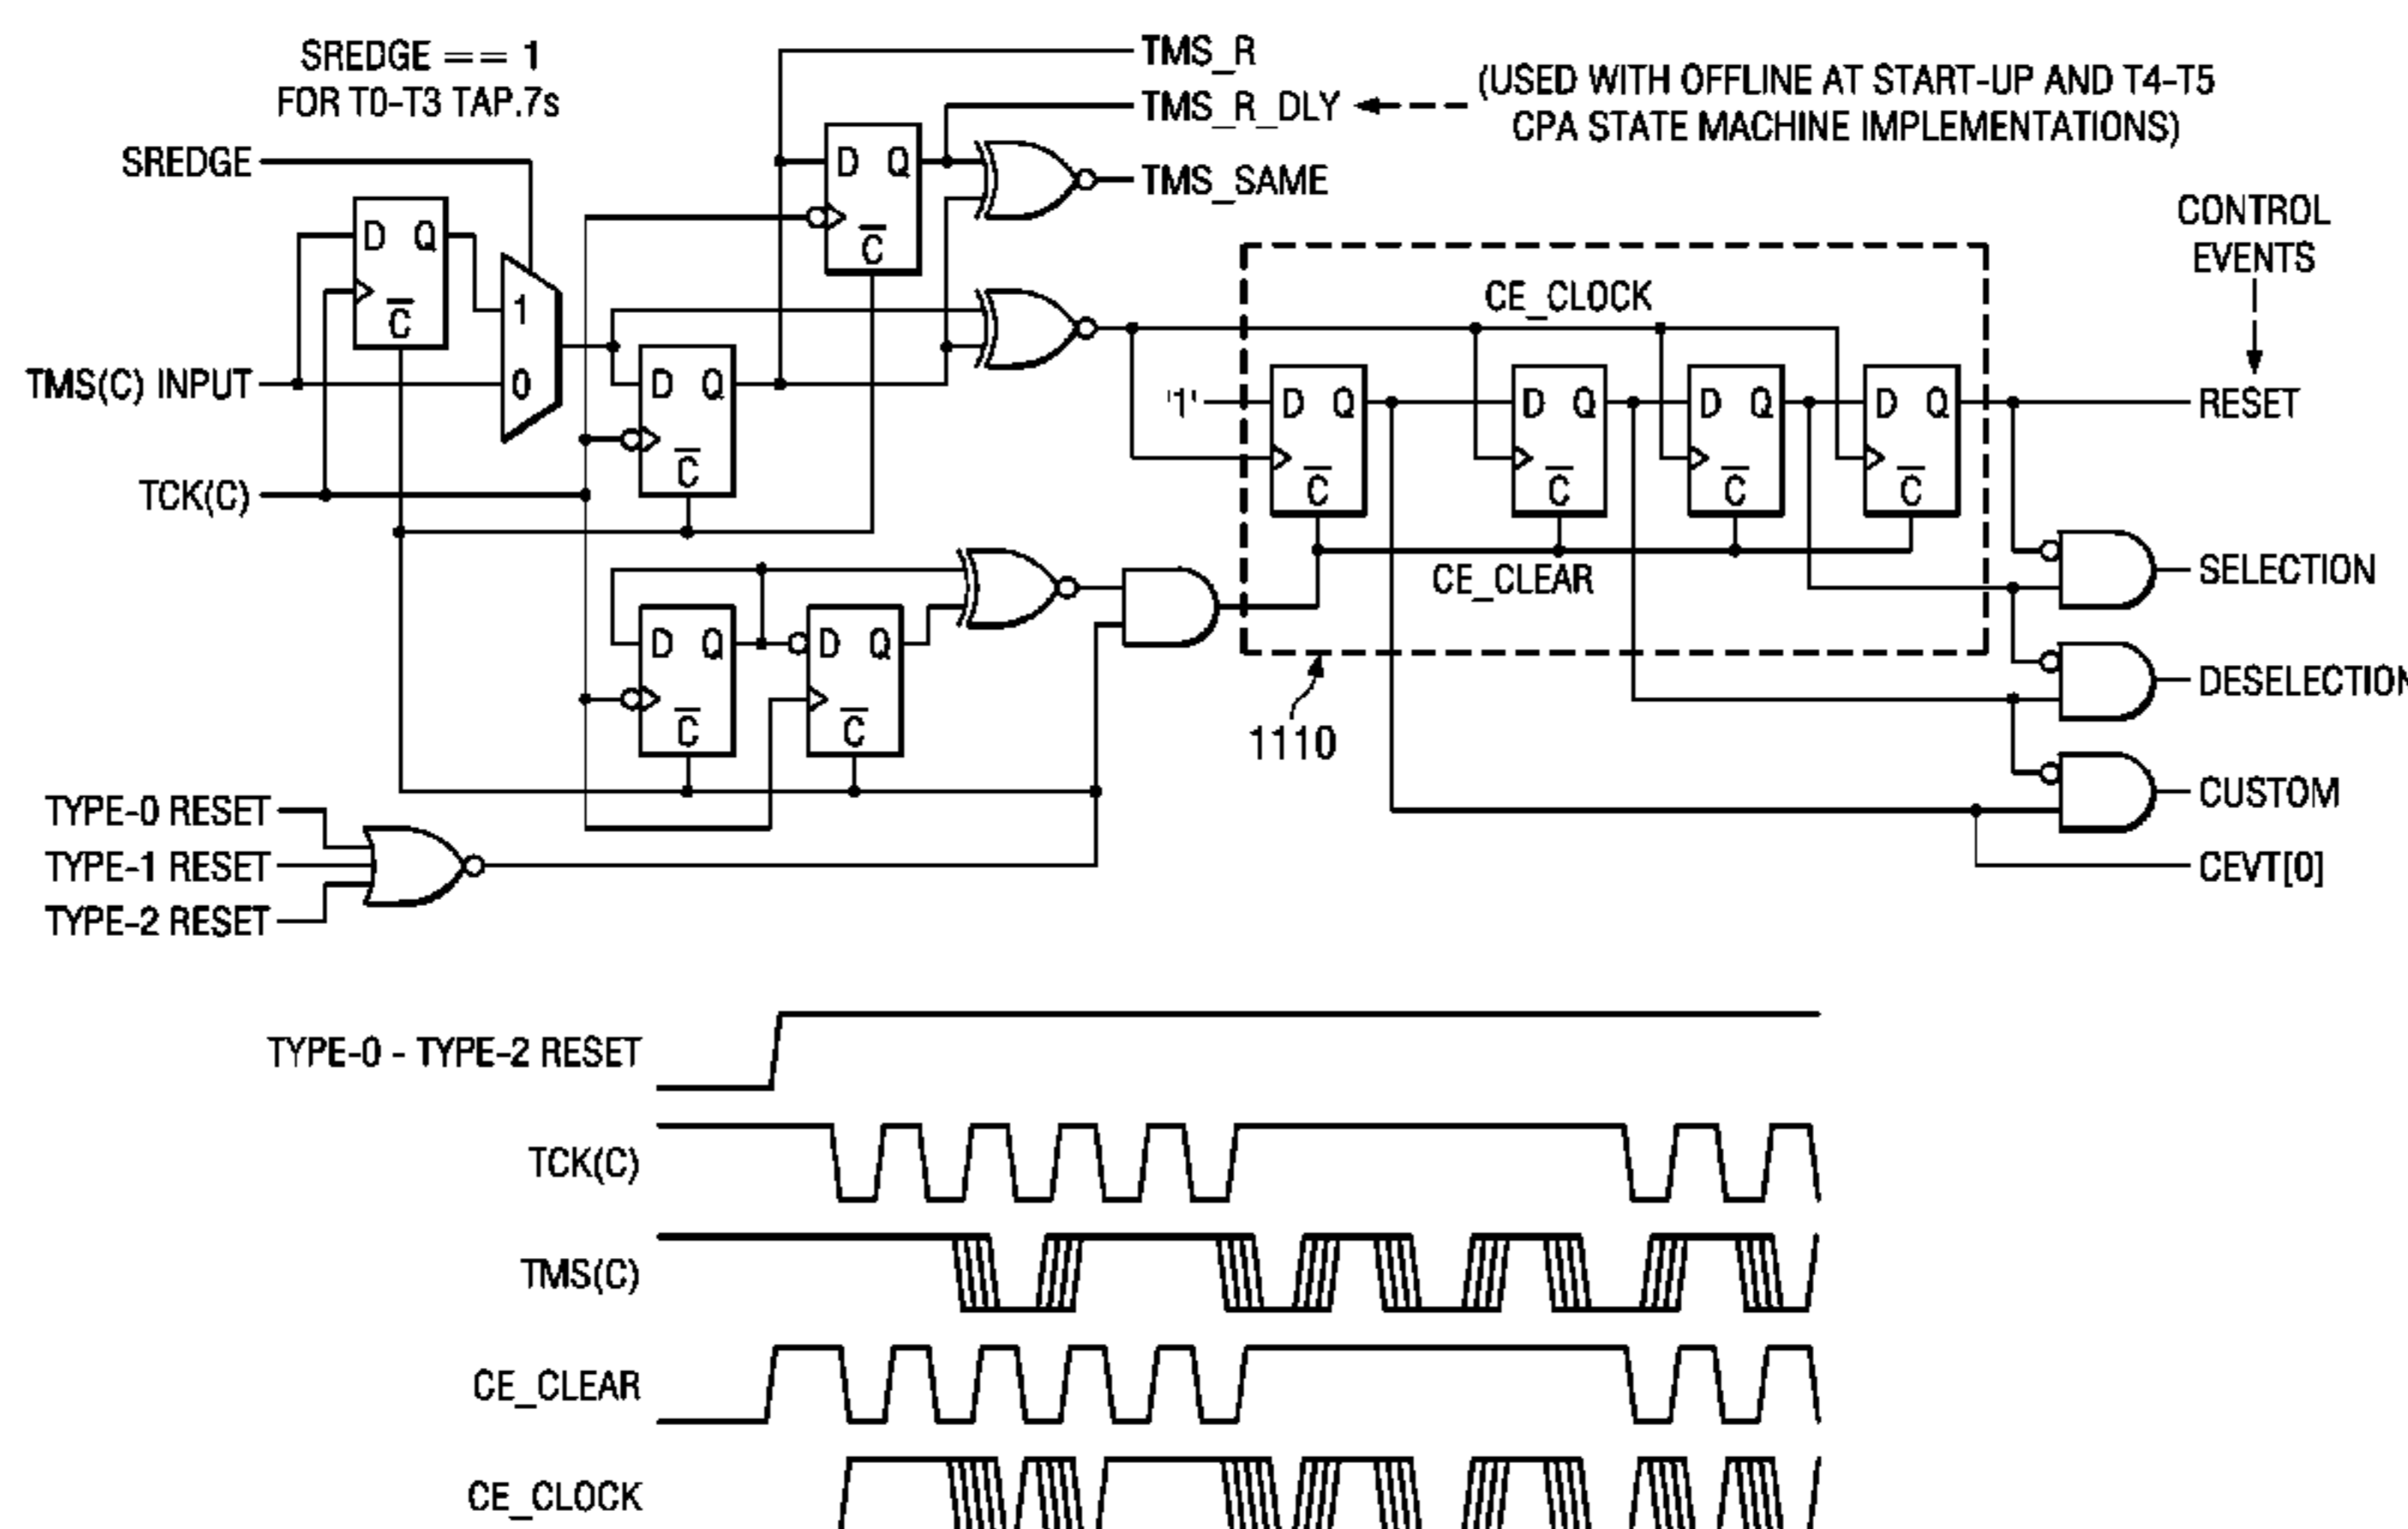 SREDGE == 1
FOR T0-T3 TAP.7s
TMS_R
TMS_R_DLY
(USED WITH OFFLINE AT START-UP AND T4-T5
CPA STATE MACHINE IMPLEMENTATIONS)
SREDGE
D Q
C
TMS_SAME
CONTROL
EVENTS
D Q
C
1
0
CE_CLOCK
TMS(C) INPUT
D Q
C
'1'
D Q
C
D Q
C
D Q
C
D Q
C
RESET
TCK(C)
CE_CLEAR
SELECTION
D Q
C
D Q
C
DESELECTION
1110
TYPE-0 RESET
TYPE-1 RESET
TYPE-2 RESET
CUSTOM
CEVT[0]
TYPE-0 - TYPE-2 RESET
TCK(C)
TMS(C)
CE_CLEAR
CE_CLOCK